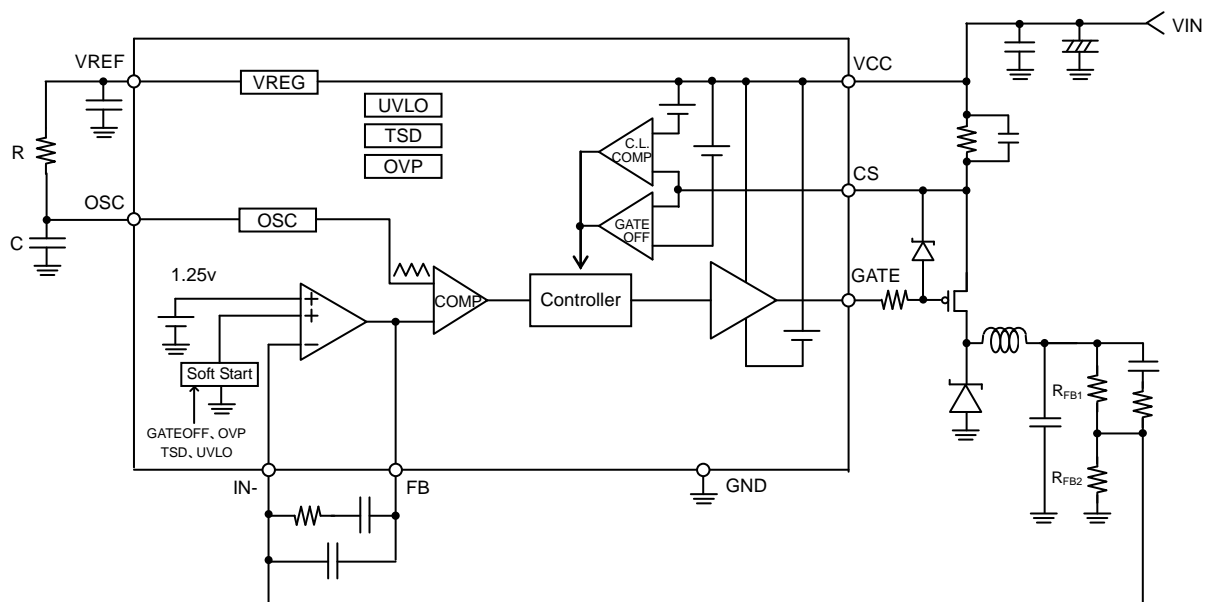 VIN
VREF
VREG
VCC
UVLO
TSD
OVP
C.L.
COMP
R
CS
OSC
OSC
GATE
OFF
C
1.25v
GATE
COMP
Controller
Soft Start
RFB1
GATEOFF、OVP
TSD、UVLO
RFB2
IN-
FB
GND